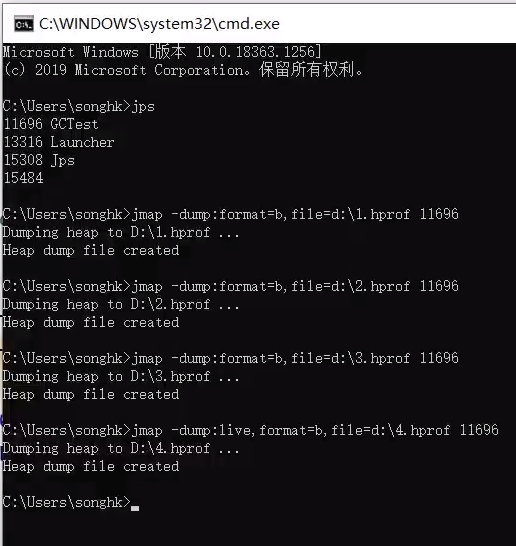 C:\WINDOWS\system32\cmd.exe
Microsoft Windows [版本 10.0.18363.1256]
(c) 2019 Microsoft Corporation。保留所有权利。
C:\Users\songhk>jps
11696 GCTest
13316 Launcher
15308 Jps
15484
C:\Users\songhk>jmap -dump:format=b,file=d:\1.hprof 11696
Dumping heap to D:\1.hprof ...
Heap dump file created
C:\Users\songhk>jmap -dump:format=b,file=d:\2.hprof 11696
Dumping heap to D:\2.hprof ...
Heap dump file created
C:\Users\songhk>jmap -dump:format=b,file=d:\3.hprof 11696
Dumping heap to D:\3.hprof ...
Heap dump file created
C:\Users\songhk>jmap -dump:live,format=b,file=d:\4.hprof 11696
Dumping heap to D:\4.hprof ...
Heap dump file created
C:\Users\songhk>